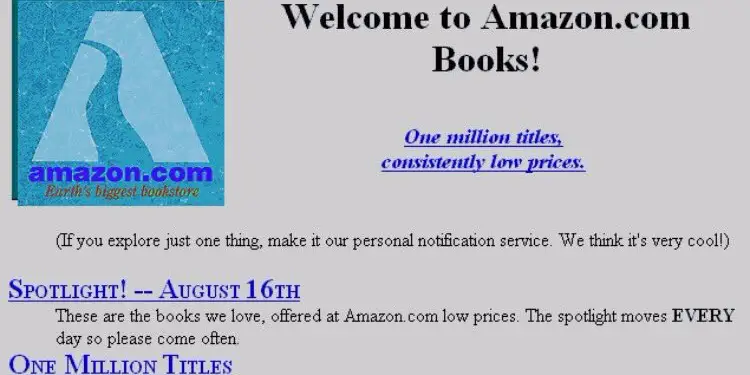 Welcome to Amazon.com
Books!
One million titles,
consistently low prices.
amazon.com
Earth's biggest bookstore
(If you explore just one thing, make it our personal notification service. We think it's very cool!)
SPOTLIGHT! -- AUGUST 16TH
These are the books we love, offered at Amazon.com low prices. The spotlight moves EVERY
day so please come often.
ONE MILLION TITLES